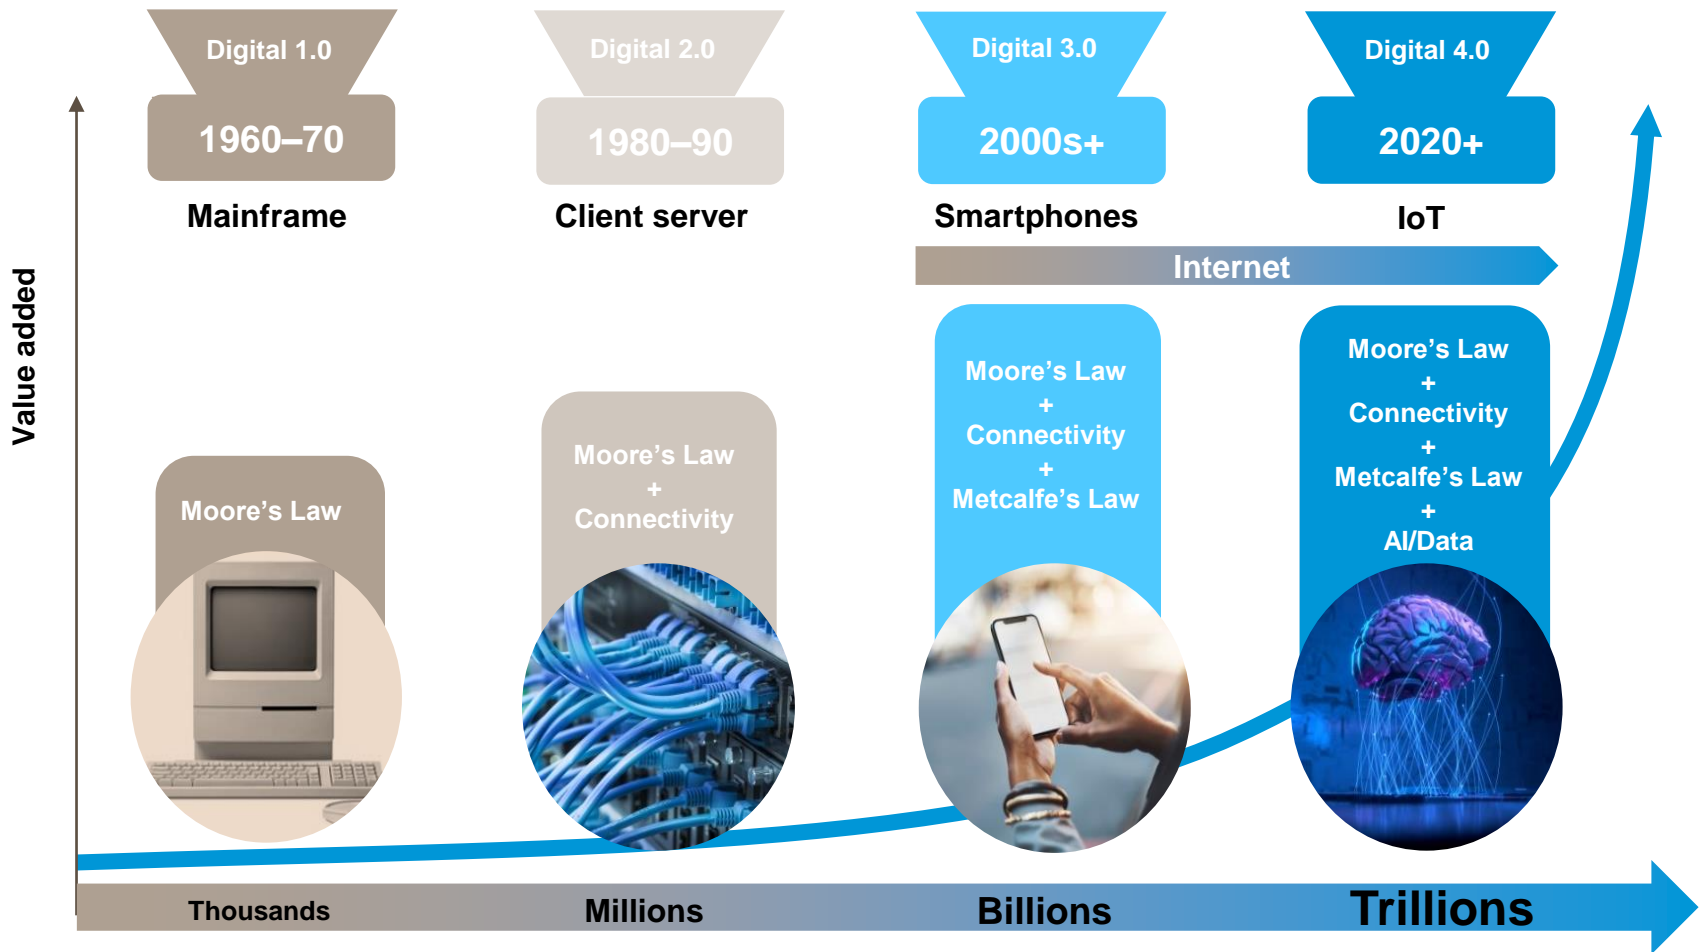 Digital 1.0
Digital 2.0
Digital 3.0
Digital 4.0
1960–70
1980–90
2000s+
2020+
Mainframe
Client server
Smartphones
IoT
Internet
Value added
Moore’s Law
Moore’s Law
+
Connectivity
Moore’s Law
+
Connectivity
+
Metcalfe’s Law
Moore’s Law
+
Connectivity
+
Metcalfe’s Law
+
AI/Data
Thousands
Millions
Billions
Trillions